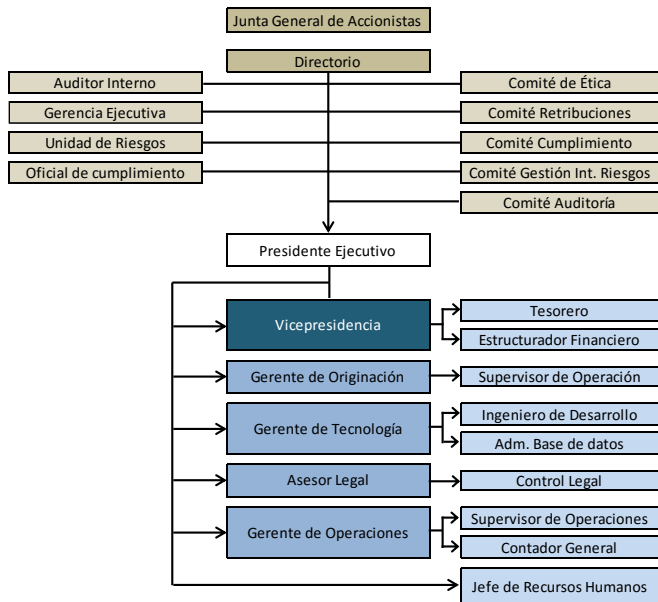 Junta General de Accionistas
Directorio
Auditor Interno
Comité de Ética
Gerencia Ejecutiva
Comité Retribuciones
Unidad de Riesgos
Comité Cumplimiento
Oficial de cumplimiento
Comité Gestión Int. Riesgos
Comité Auditoría
Presidente Ejecutivo
Vicepresidencia
Tesorero
Estructurador Financiero
Gerente de Originación
Supervisor de Operación
Gerente de Tecnología
Ingeniero de Desarrollo
Adm. Base de datos
Asesor Legal
Control Legal
Gerente de Operaciones
Supervisor de Operaciones
Contador General
Jefe de Recursos Humanos